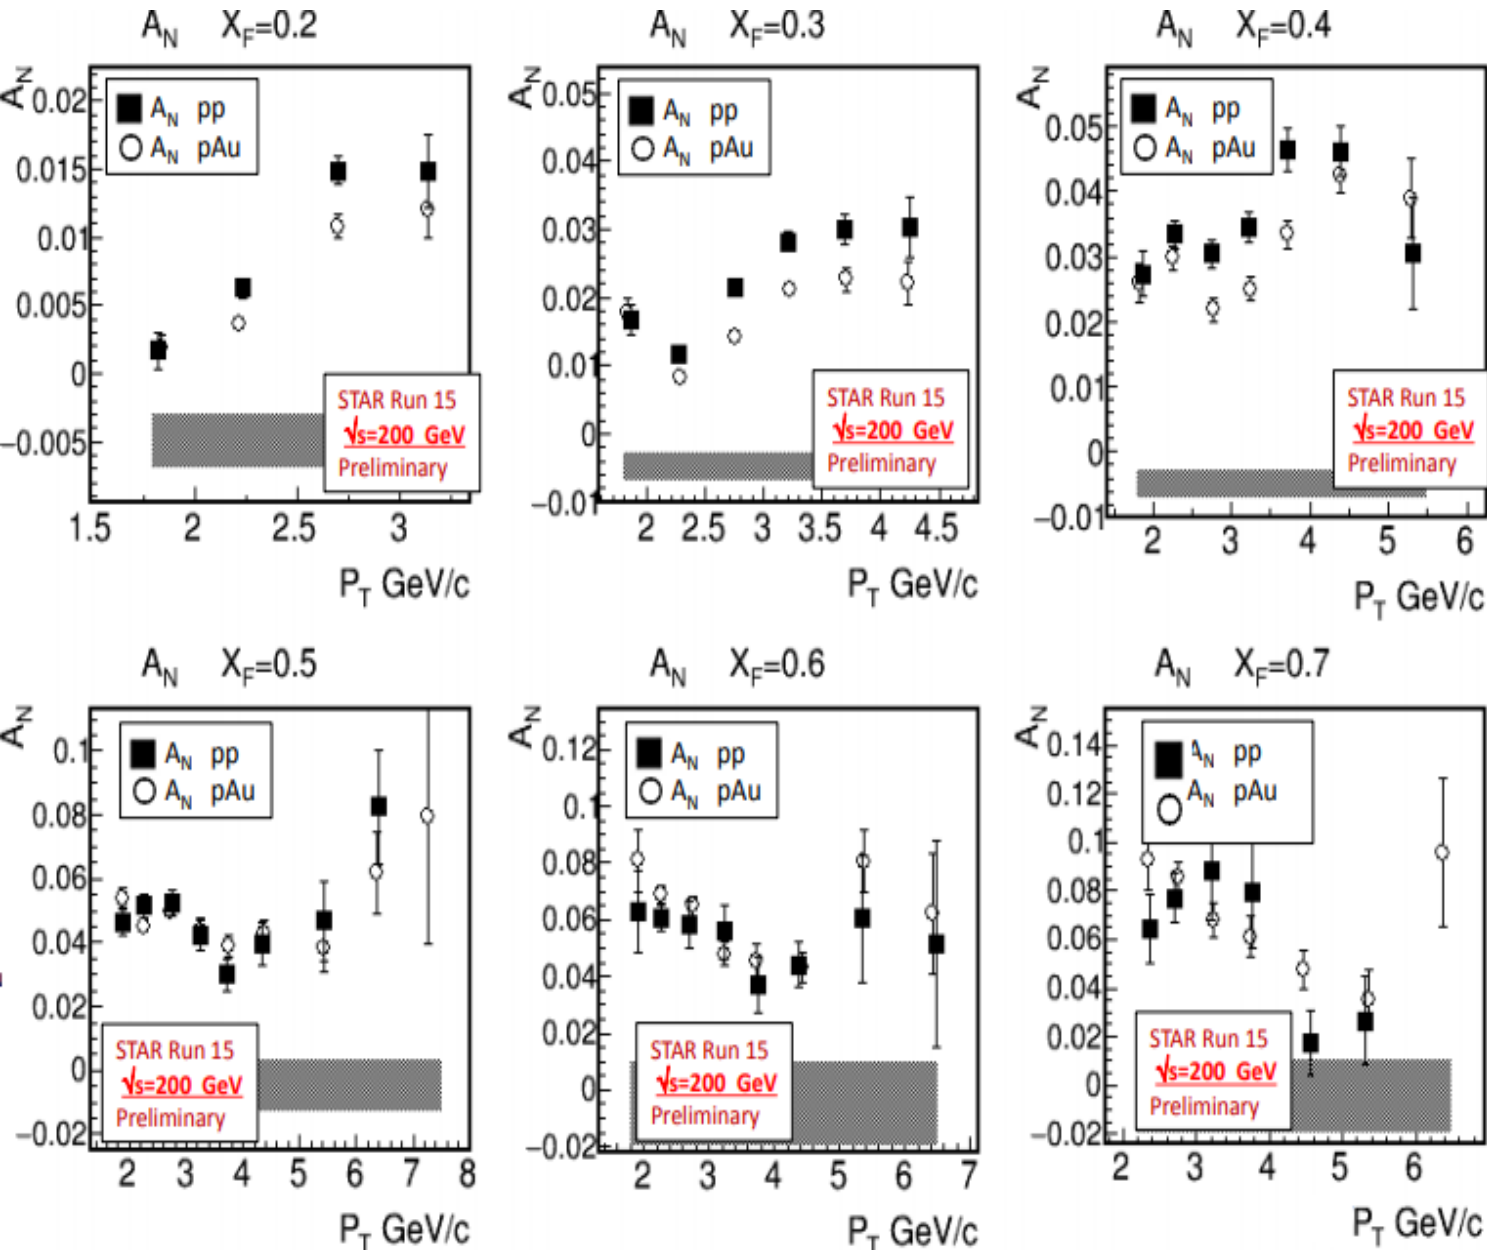 A_N X_F=0.2
A_N
0.02
0.015
0.01
0.005
0
−0.005
A_N pp
A_N pAu
STAR Run 15
√s=200 GeV
Preliminary
1.5 2 2.5 3
P_T GeV/c
A_N X_F=0.3
A_N
0.05
0.04
0.03
0.02
0.01
0
−0.01
A_N pp
A_N pAu
STAR Run 15
√s=200 GeV
Preliminary
2 2.5 3 3.5 4 4.5
P_T GeV/c
A_N X_F=0.4
A_N
0.05
0.04
0.03
0.02
0.01
0
−0.01
A_N pp
A_N pAu
STAR Run 15
√s=200 GeV
Preliminary
2 3 4 5 6
P_T GeV/c
A_N X_F=0.5
A_N
0.1
0.08
0.06
0.04
0.02
0
−0.02
A_N pp
A_N pAu
STAR Run 15
√s=200 GeV
Preliminary
2 3 4 5 6 7 8
P_T GeV/c
A_N X_F=0.6
A_N
0.12
0.1
0.08
0.06
0.04
0.02
0
−0.02
A_N pp
A_N pAu
STAR Run 15
√s=200 GeV
Preliminary
2 3 4 5 6 7
P_T GeV/c
A_N X_F=0.7
A_N
0.14
0.12
0.1
0.08
0.06
0.04
0.02
0
−0.02
A_N pp
A_N pAu
STAR Run 15
√s=200 GeV
Preliminary
2 3 4 5 6
P_T GeV/c